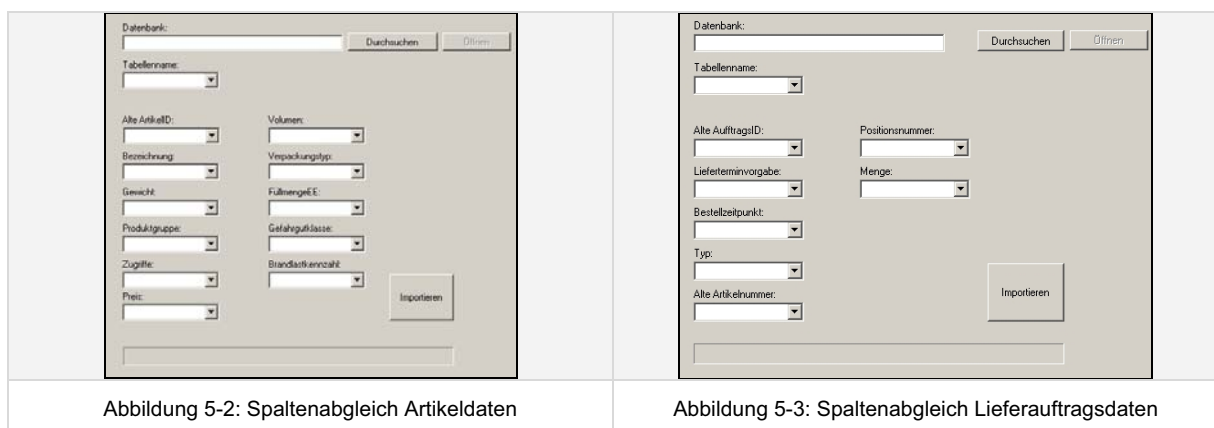 Datenbank:
Durchsuchen Öffnen
Tabellenname:
Alte ArtikelID: Volumen:
Bezeichnung: Verpackungstyp:
Gewicht: FüllmengeEE:
Produktgruppe: Gefahrgutklasse:
Zugriffe: Brandlastkennzahl:
Preis:
Importieren
Abbildung 5-2: Spaltenabgleich Artikeldaten
Datenbank:
Durchsuchen Öffnen
Tabellenname:
Alte AufftragsID: Positionsnummer:
Lieferterminvorgabe: Menge:
Bestellzeitpunkt:
Typ:
Alte Artikelnummer:
Importieren
Abbildung 5-3: Spaltenabgleich Lieferauftragsdaten